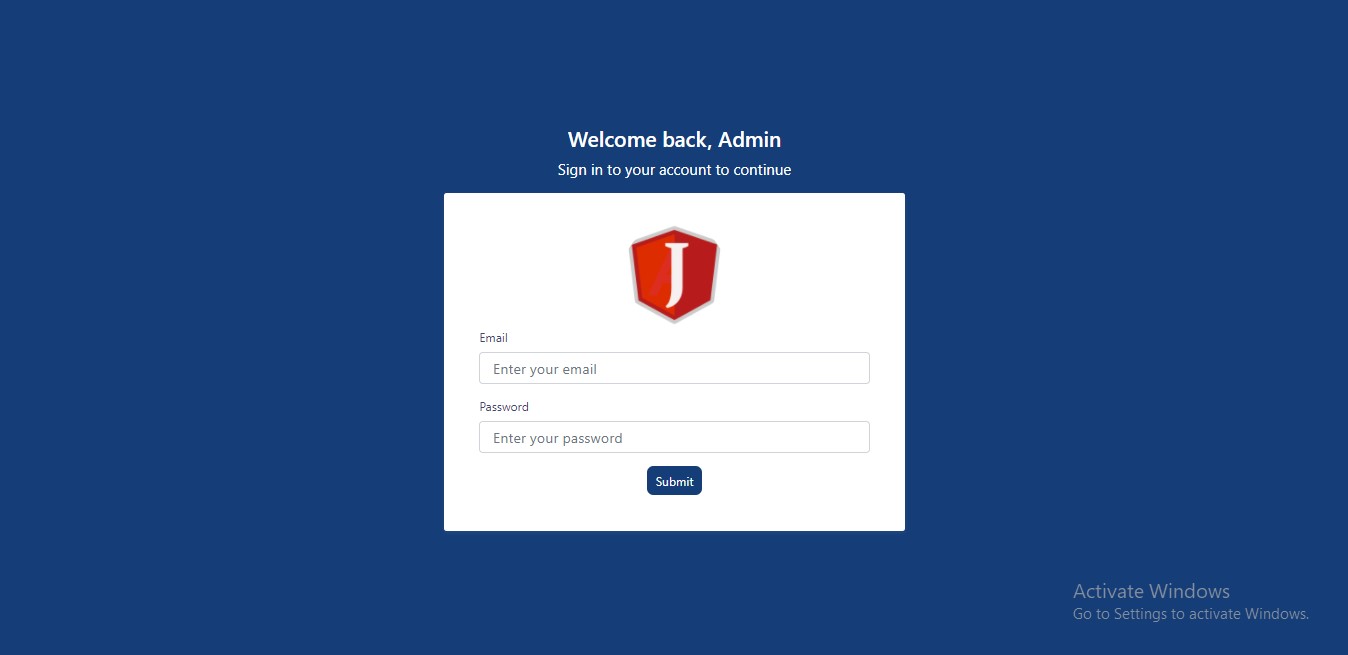 Welcome back, Admin
Sign in to your account to continue
J
Email
Enter your email
Password
Enter your password
Submit
Activate Windows
Go to Settings to activate Windows.